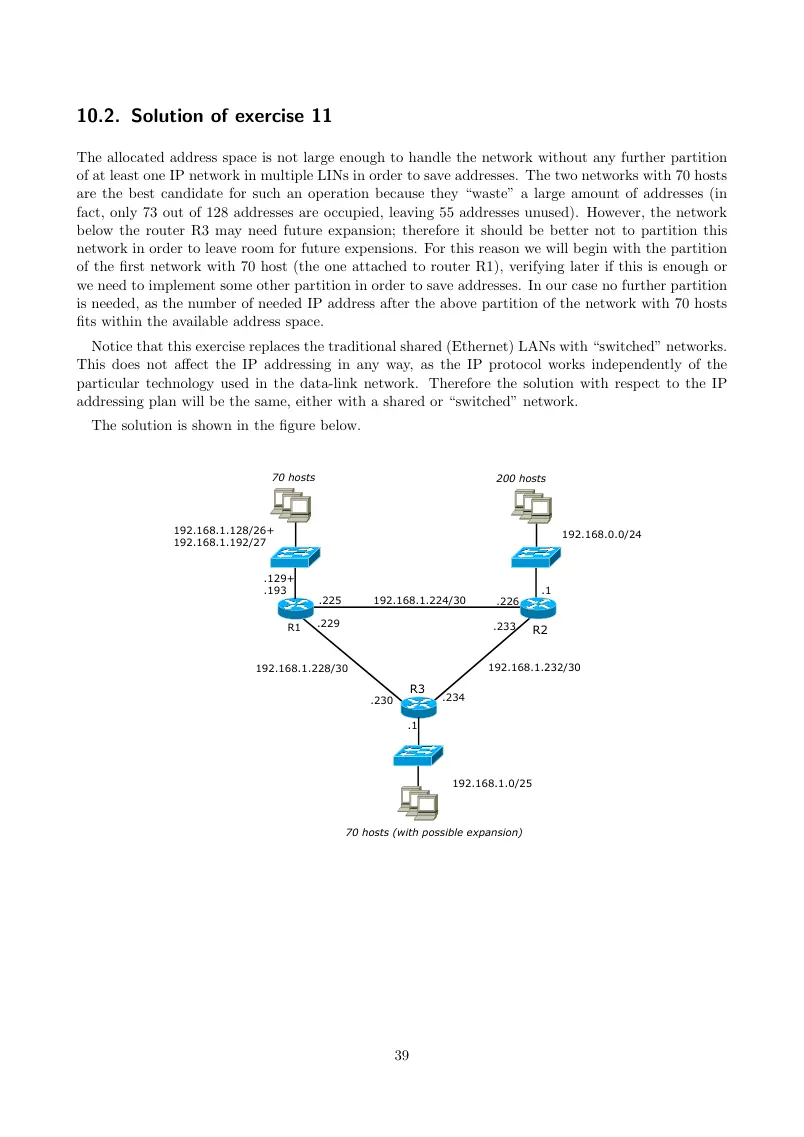 10.2. Solution of exercise 11
The allocated address space is not large enough to handle the network without any further partition
of at least one IP network in multiple LINs in order to save addresses. The two networks with 70 hosts
are the best candidate for such an operation because they “waste” a large amount of addresses (in
fact, only 73 out of 128 addresses are occupied, leaving 55 addresses unused). However, the network
below the router R3 may need future expansion; therefore it should be better not to partition this
network in order to leave room for future expensions. For this reason we will begin with the partition
of the first network with 70 host (the one attached to router R1), verifying later if this is enough or
we need to implement some other partition in order to save addresses. In our case no further partition
is needed, as the number of needed IP address after the above partition of the network with 70 hosts
fits within the available address space.
Notice that this exercise replaces the traditional shared (Ethernet) LANs with “switched” networks.
This does not affect the IP addressing in any way, as the IP protocol works independently of the
particular technology used in the data-link network. Therefore the solution with respect to the IP
addressing plan will be the same, either with a shared or “switched” network.
The solution is shown in the figure below.
70 hosts
200 hosts
192.168.1.128/26+
192.168.1.192/27
192.168.0.0/24
.129+
.193
.1
.225
192.168.1.224/30
.226
R1
.229
.233
R2
192.168.1.228/30
192.168.1.232/30
R3
.230
.234
.1
192.168.1.0/25
70 hosts (with possible expansion)
39